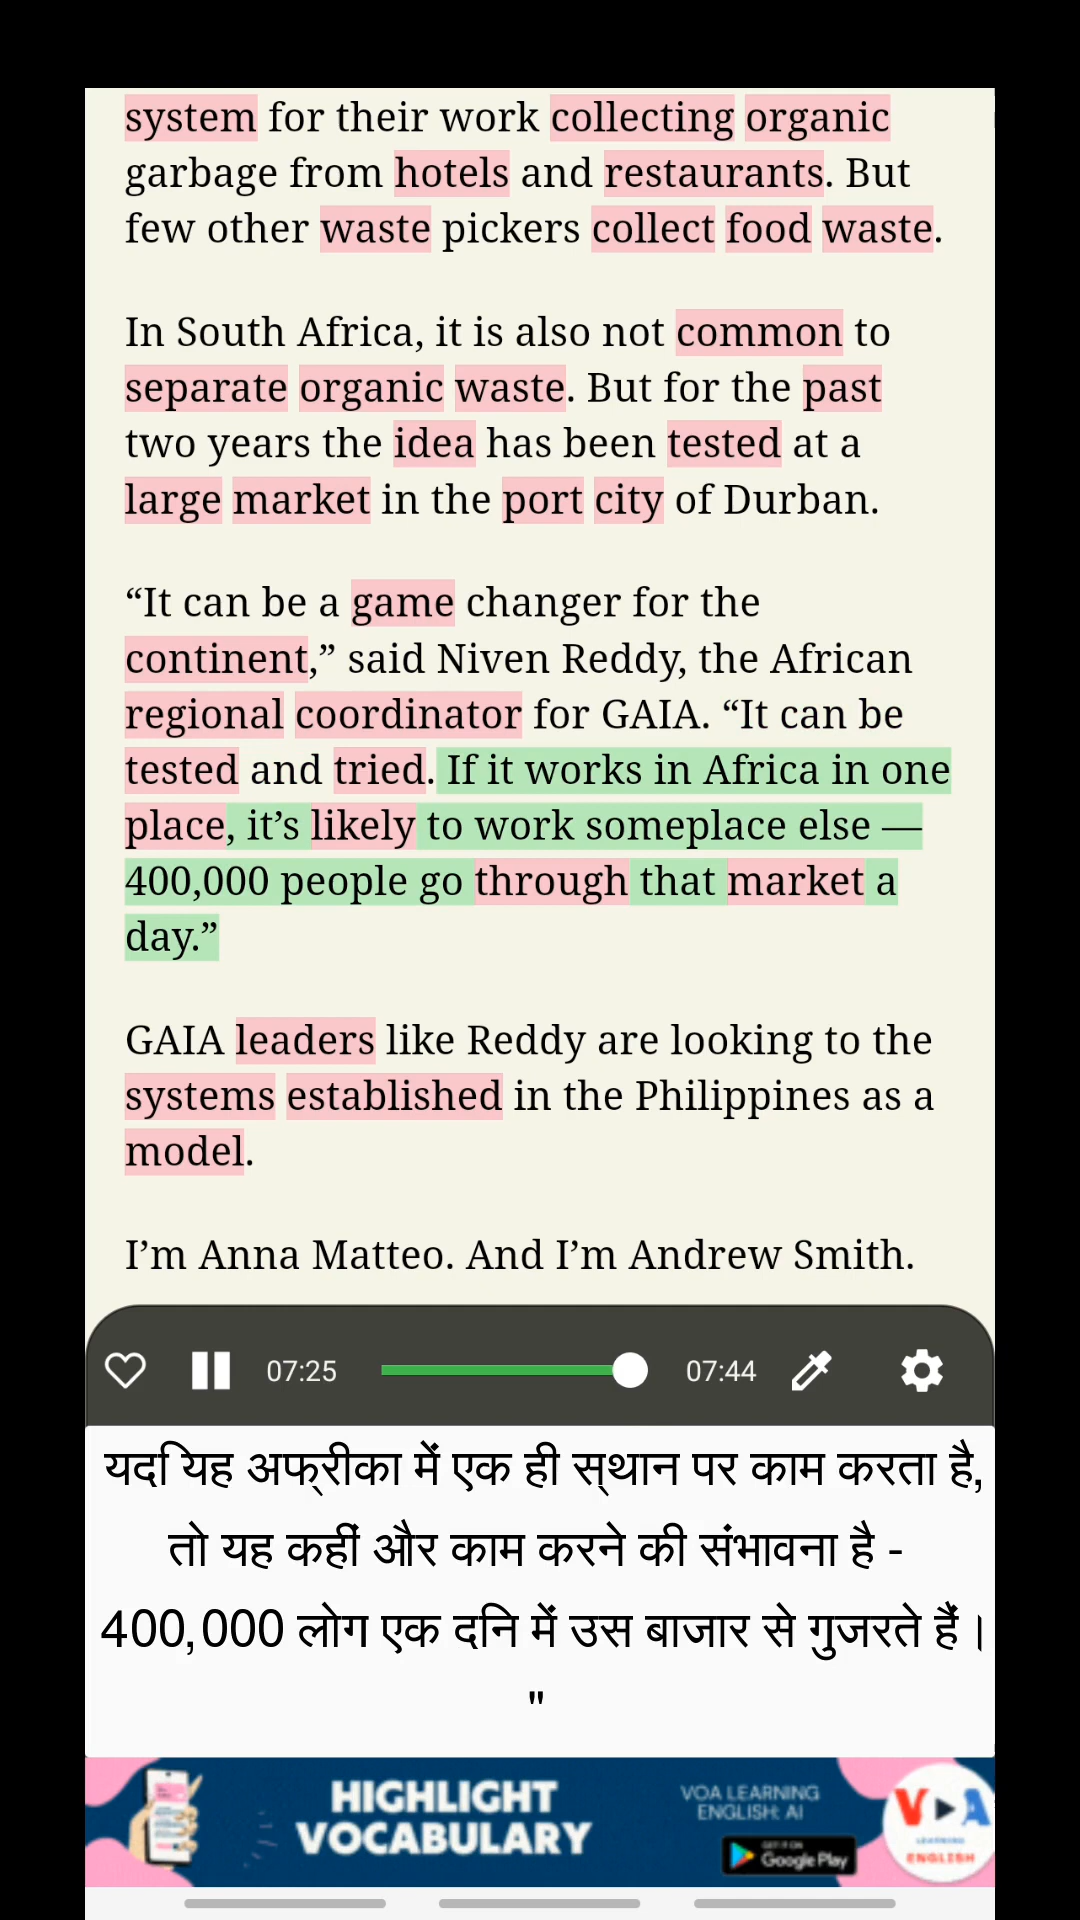 system for their work collecting organic
garbage from hotels and restaurants. But
few other waste pickers collect food waste.
In South Africa, it is also not common to
separate organic waste. But for the past
two years the idea has been tested at a
large market in the port city of Durban.
“It can be a game changer for the
continent,” said Niven Reddy, the African
regional coordinator for GAIA. “It can be
tested and tried. If it works in Africa in one
place, it’s likely to work someplace else —
400,000 people go through that market a
day.”
GAIA leaders like Reddy are looking to the
systems established in the Philippines as a
model.
I’m Anna Matteo. And I’m Andrew Smith.
07:25 07:44
यदि यह अफ्रीका में एक ही स्थान पर काम करता है,
तो यह कहीं और काम करने की संभावना है -
400,000 लोग एक दिन में उस बाजार से गुजरते हैं।
"
HIGHLIGHT
VOCABULARY
VOA LEARNING
ENGLISH: AI
GET IT ON
Google Play
VOA
LEARNING
ENGLISH